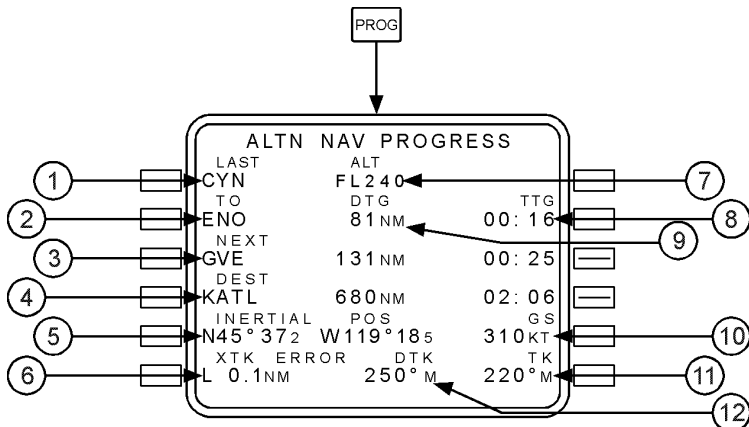 PROG
ALTN NAV PROGRESS
LAST ALT
1 CYN FL240 7
TO DTG TTG
2 ENO 81NM 00:16 8
9
NEXT
3 GVE 131NM 00:25
DEST
4 KATL 680NM 02:06
INERTIAL POS GS
5 N45°372 W119°185 310KT 10
XTK ERROR DTK TK
6 L 0.1NM 250°M 220°M 11
12